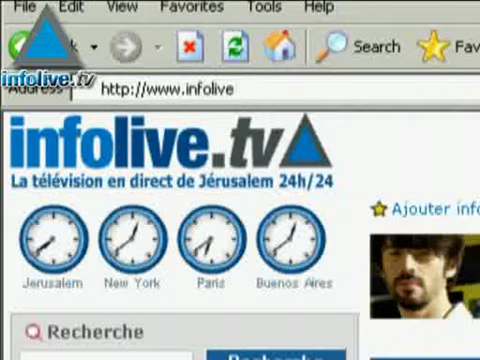 File Edit View Favorites Tools Help
Search Fav
infolive.tv
Address http://www.infolive
infolive.tv
La télévision en direct de Jérusalem 24h/24
Ajouter info
Jerusalem New York Paris Buenos Aires
Recherche
Recherche